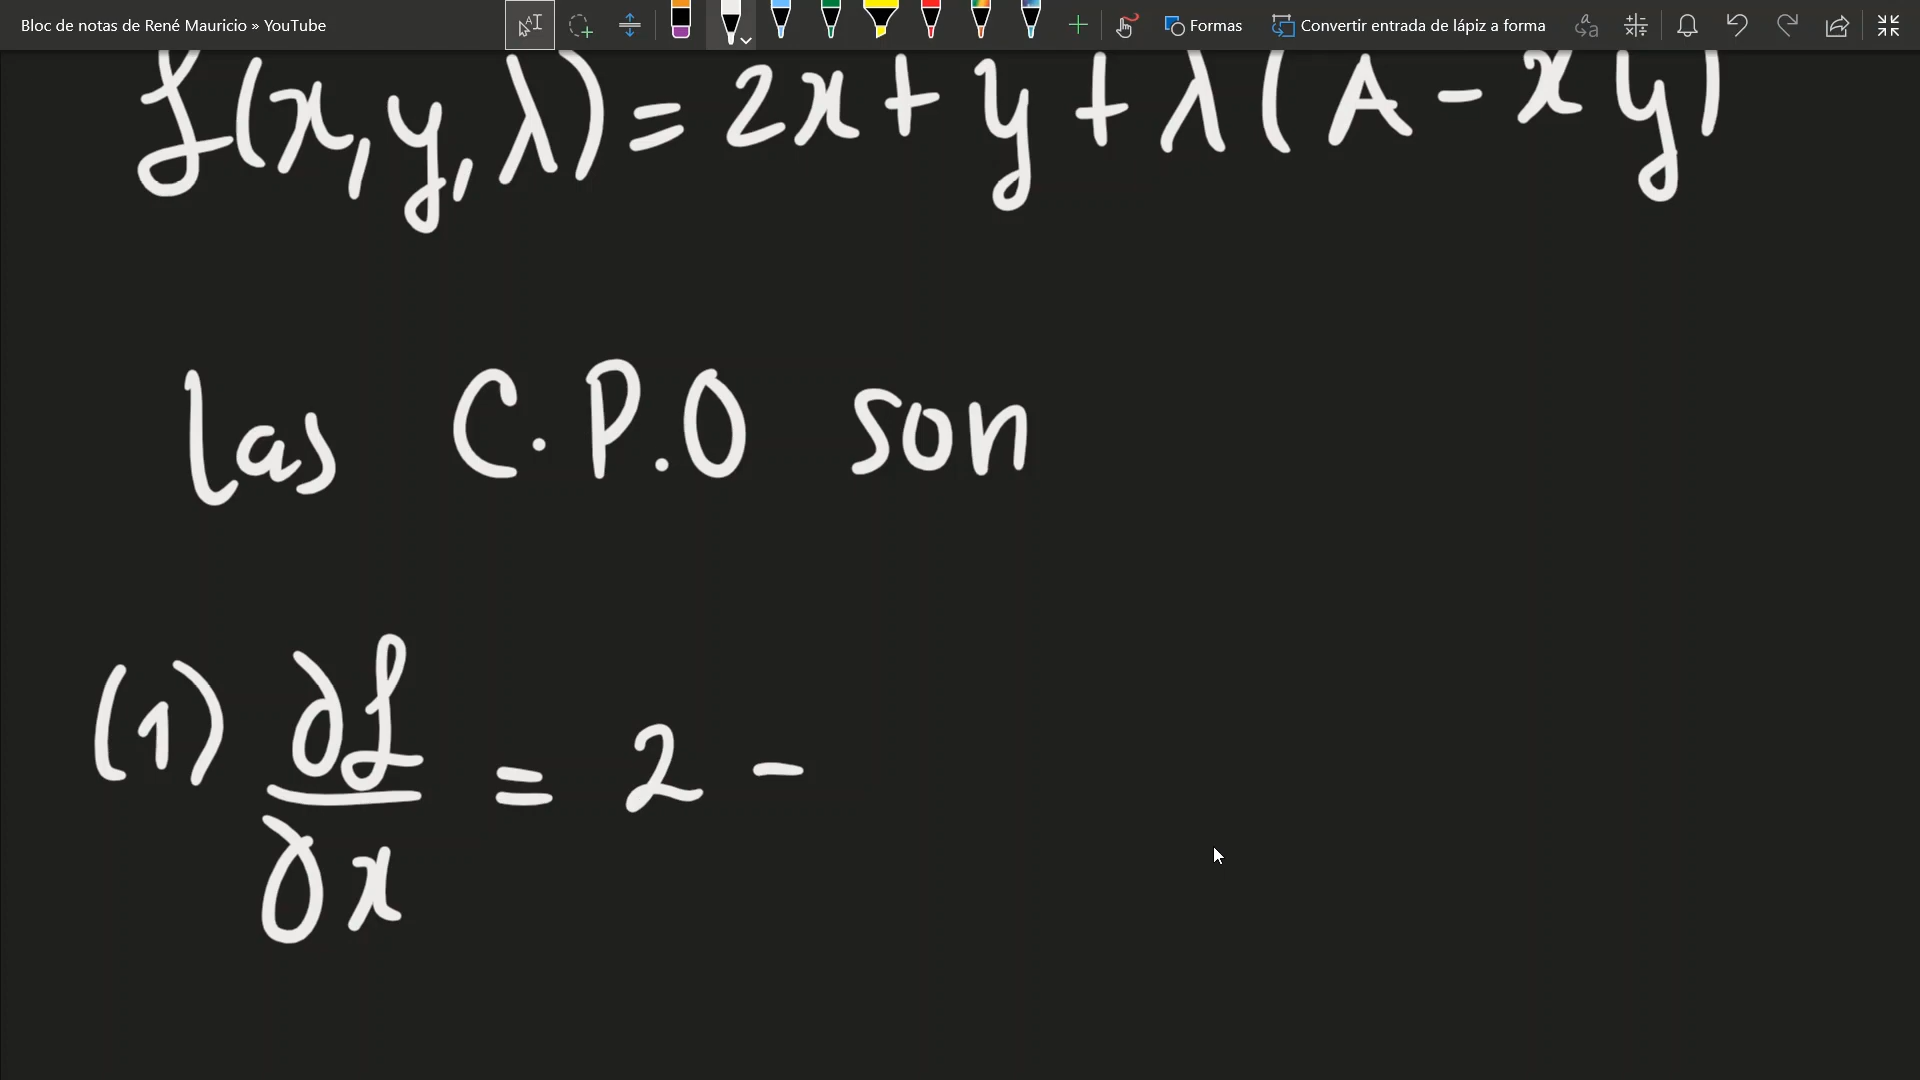 Bloc de notas de René Mauricio » YouTube
Formas
Convertir entrada de lápiz a forma
ℒ(x,y,λ)=2x+y+λ(A-xy)
las C.P.O son
(1) ∂ℒ/∂x = 2 -